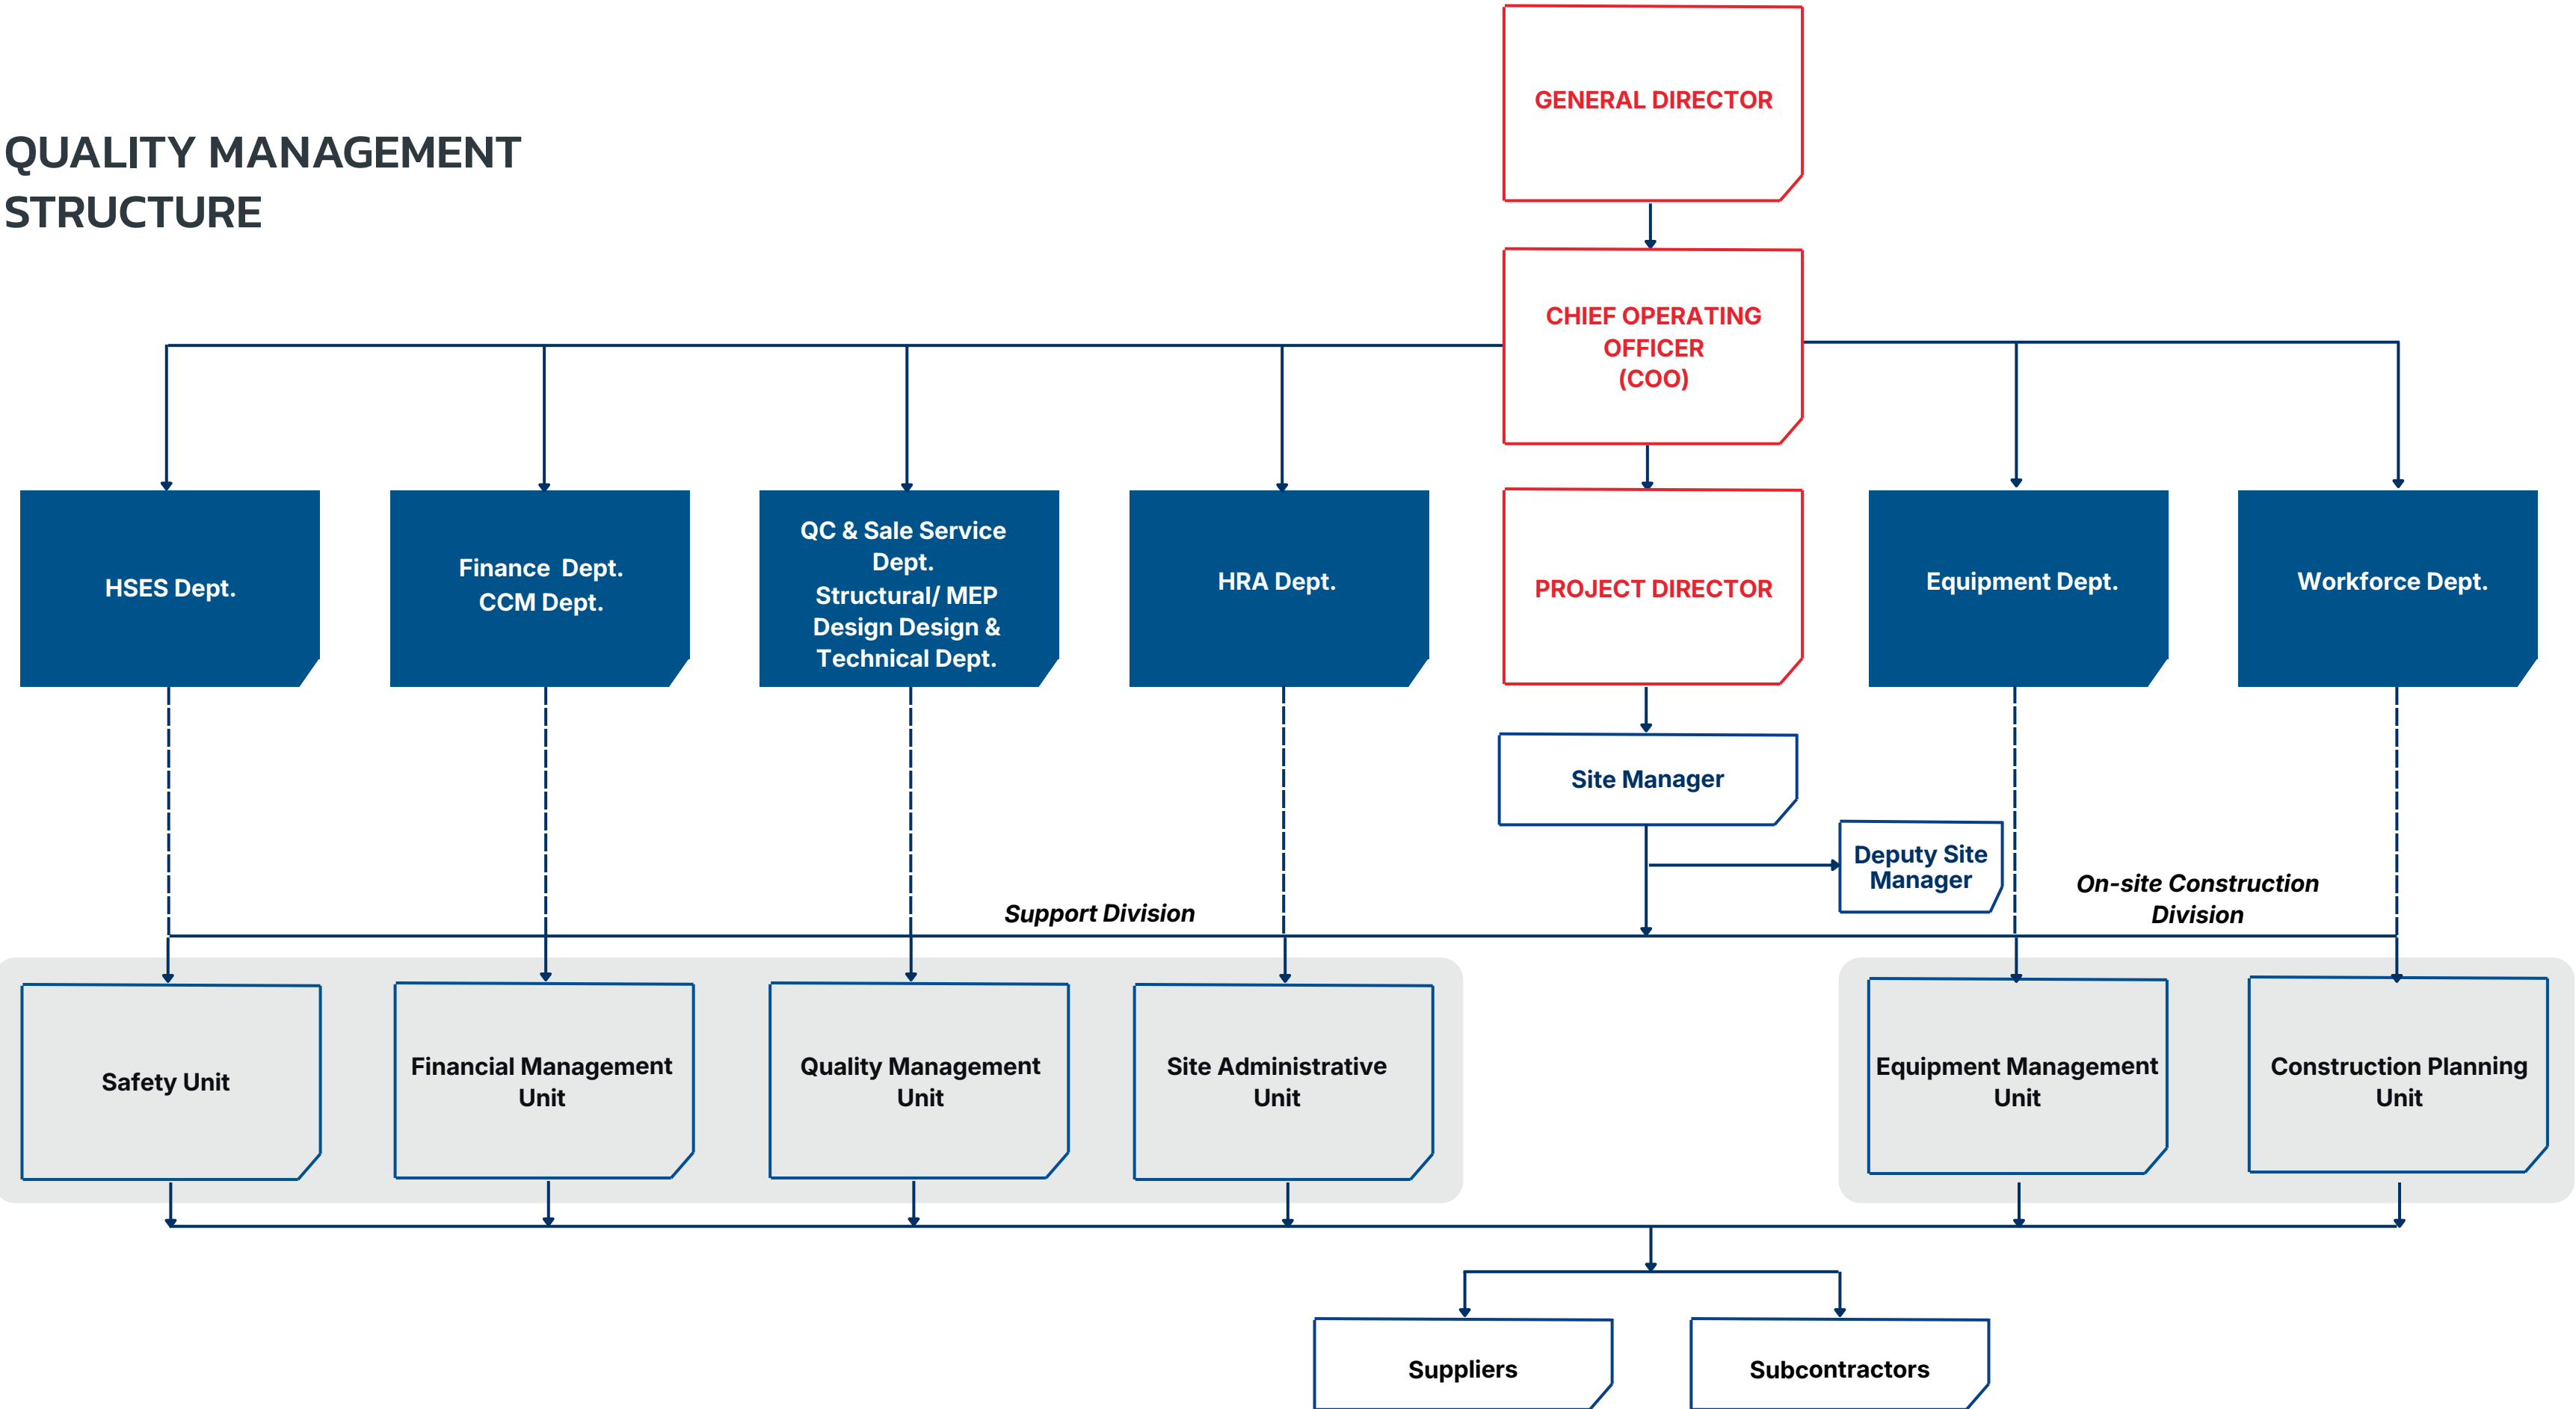 QUALITY MANAGEMENT
STRUCTURE
GENERAL DIRECTOR
CHIEF OPERATING
OFFICER
(COO)
HSES Dept.
Finance Dept.
CCM Dept.
QC & Sale Service
Dept.
Structural/ MEP
Design Design &
Technical Dept.
HRA Dept.
PROJECT DIRECTOR
Equipment Dept.
Workforce Dept.
Site Manager
Deputy Site
Manager
Support Division
On-site Construction
Division
Safety Unit
Financial Management
Unit
Quality Management
Unit
Site Administrative
Unit
Equipment Management
Unit
Construction Planning
Unit
Suppliers
Subcontractors